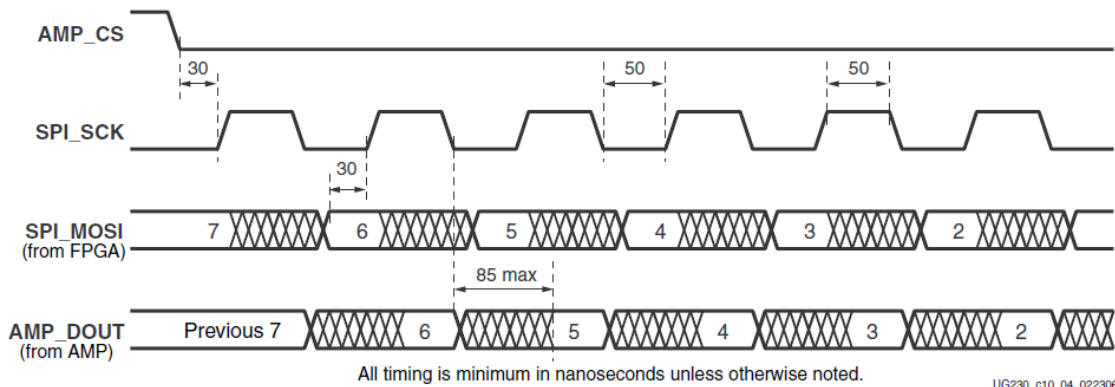 AMP_CS
30
50
50
SPI_SCK
30
SPI_MOSI
(from FPGA)
7 6 5 4 3 2
85 max
AMP_DOUT
(from AMP)
Previous 7 6 5 4 3 2
All timing is minimum in nanoseconds unless otherwise noted.